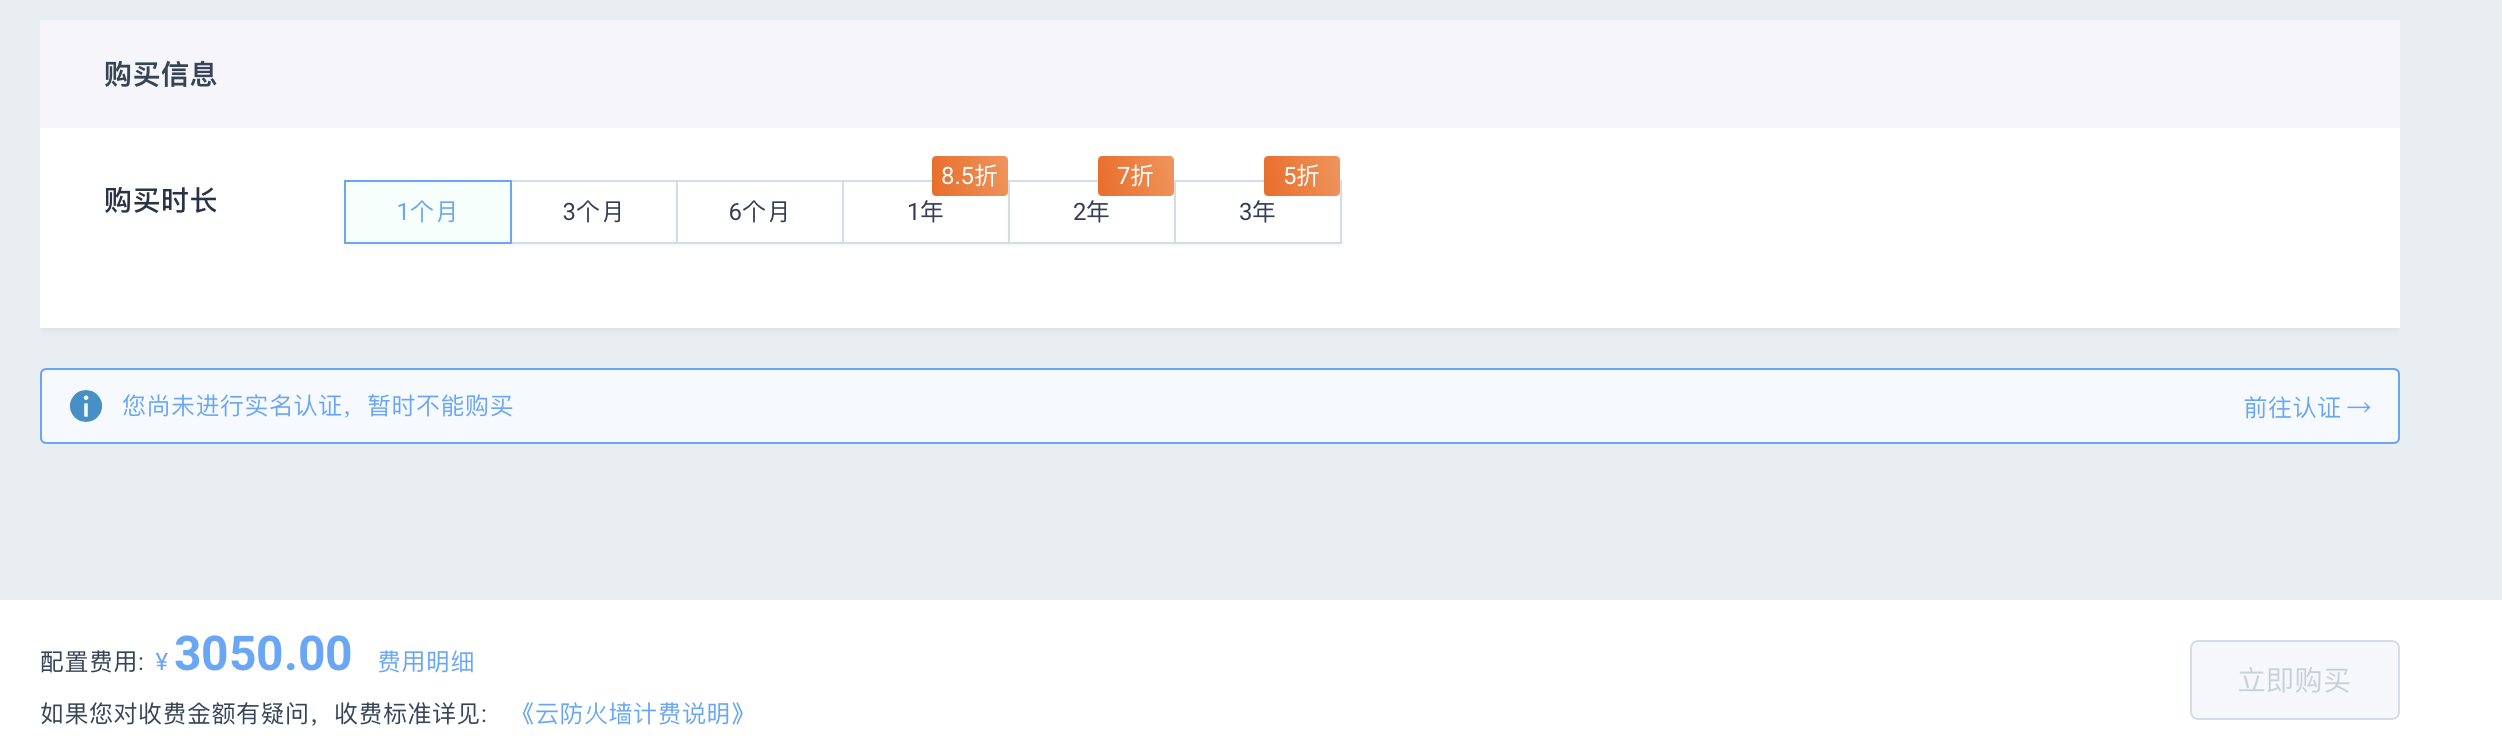 购买信息
购买时长
1个月
3个月
6个月
8.5折
1年
7折
2年
5折
3年
您尚未进行实名认证，暂时不能购买
前往认证 →
配置费用: ¥ 3050.00 费用明细
立即购买
如果您对收费金额有疑问，收费标准详见: 《云防火墙计费说明》